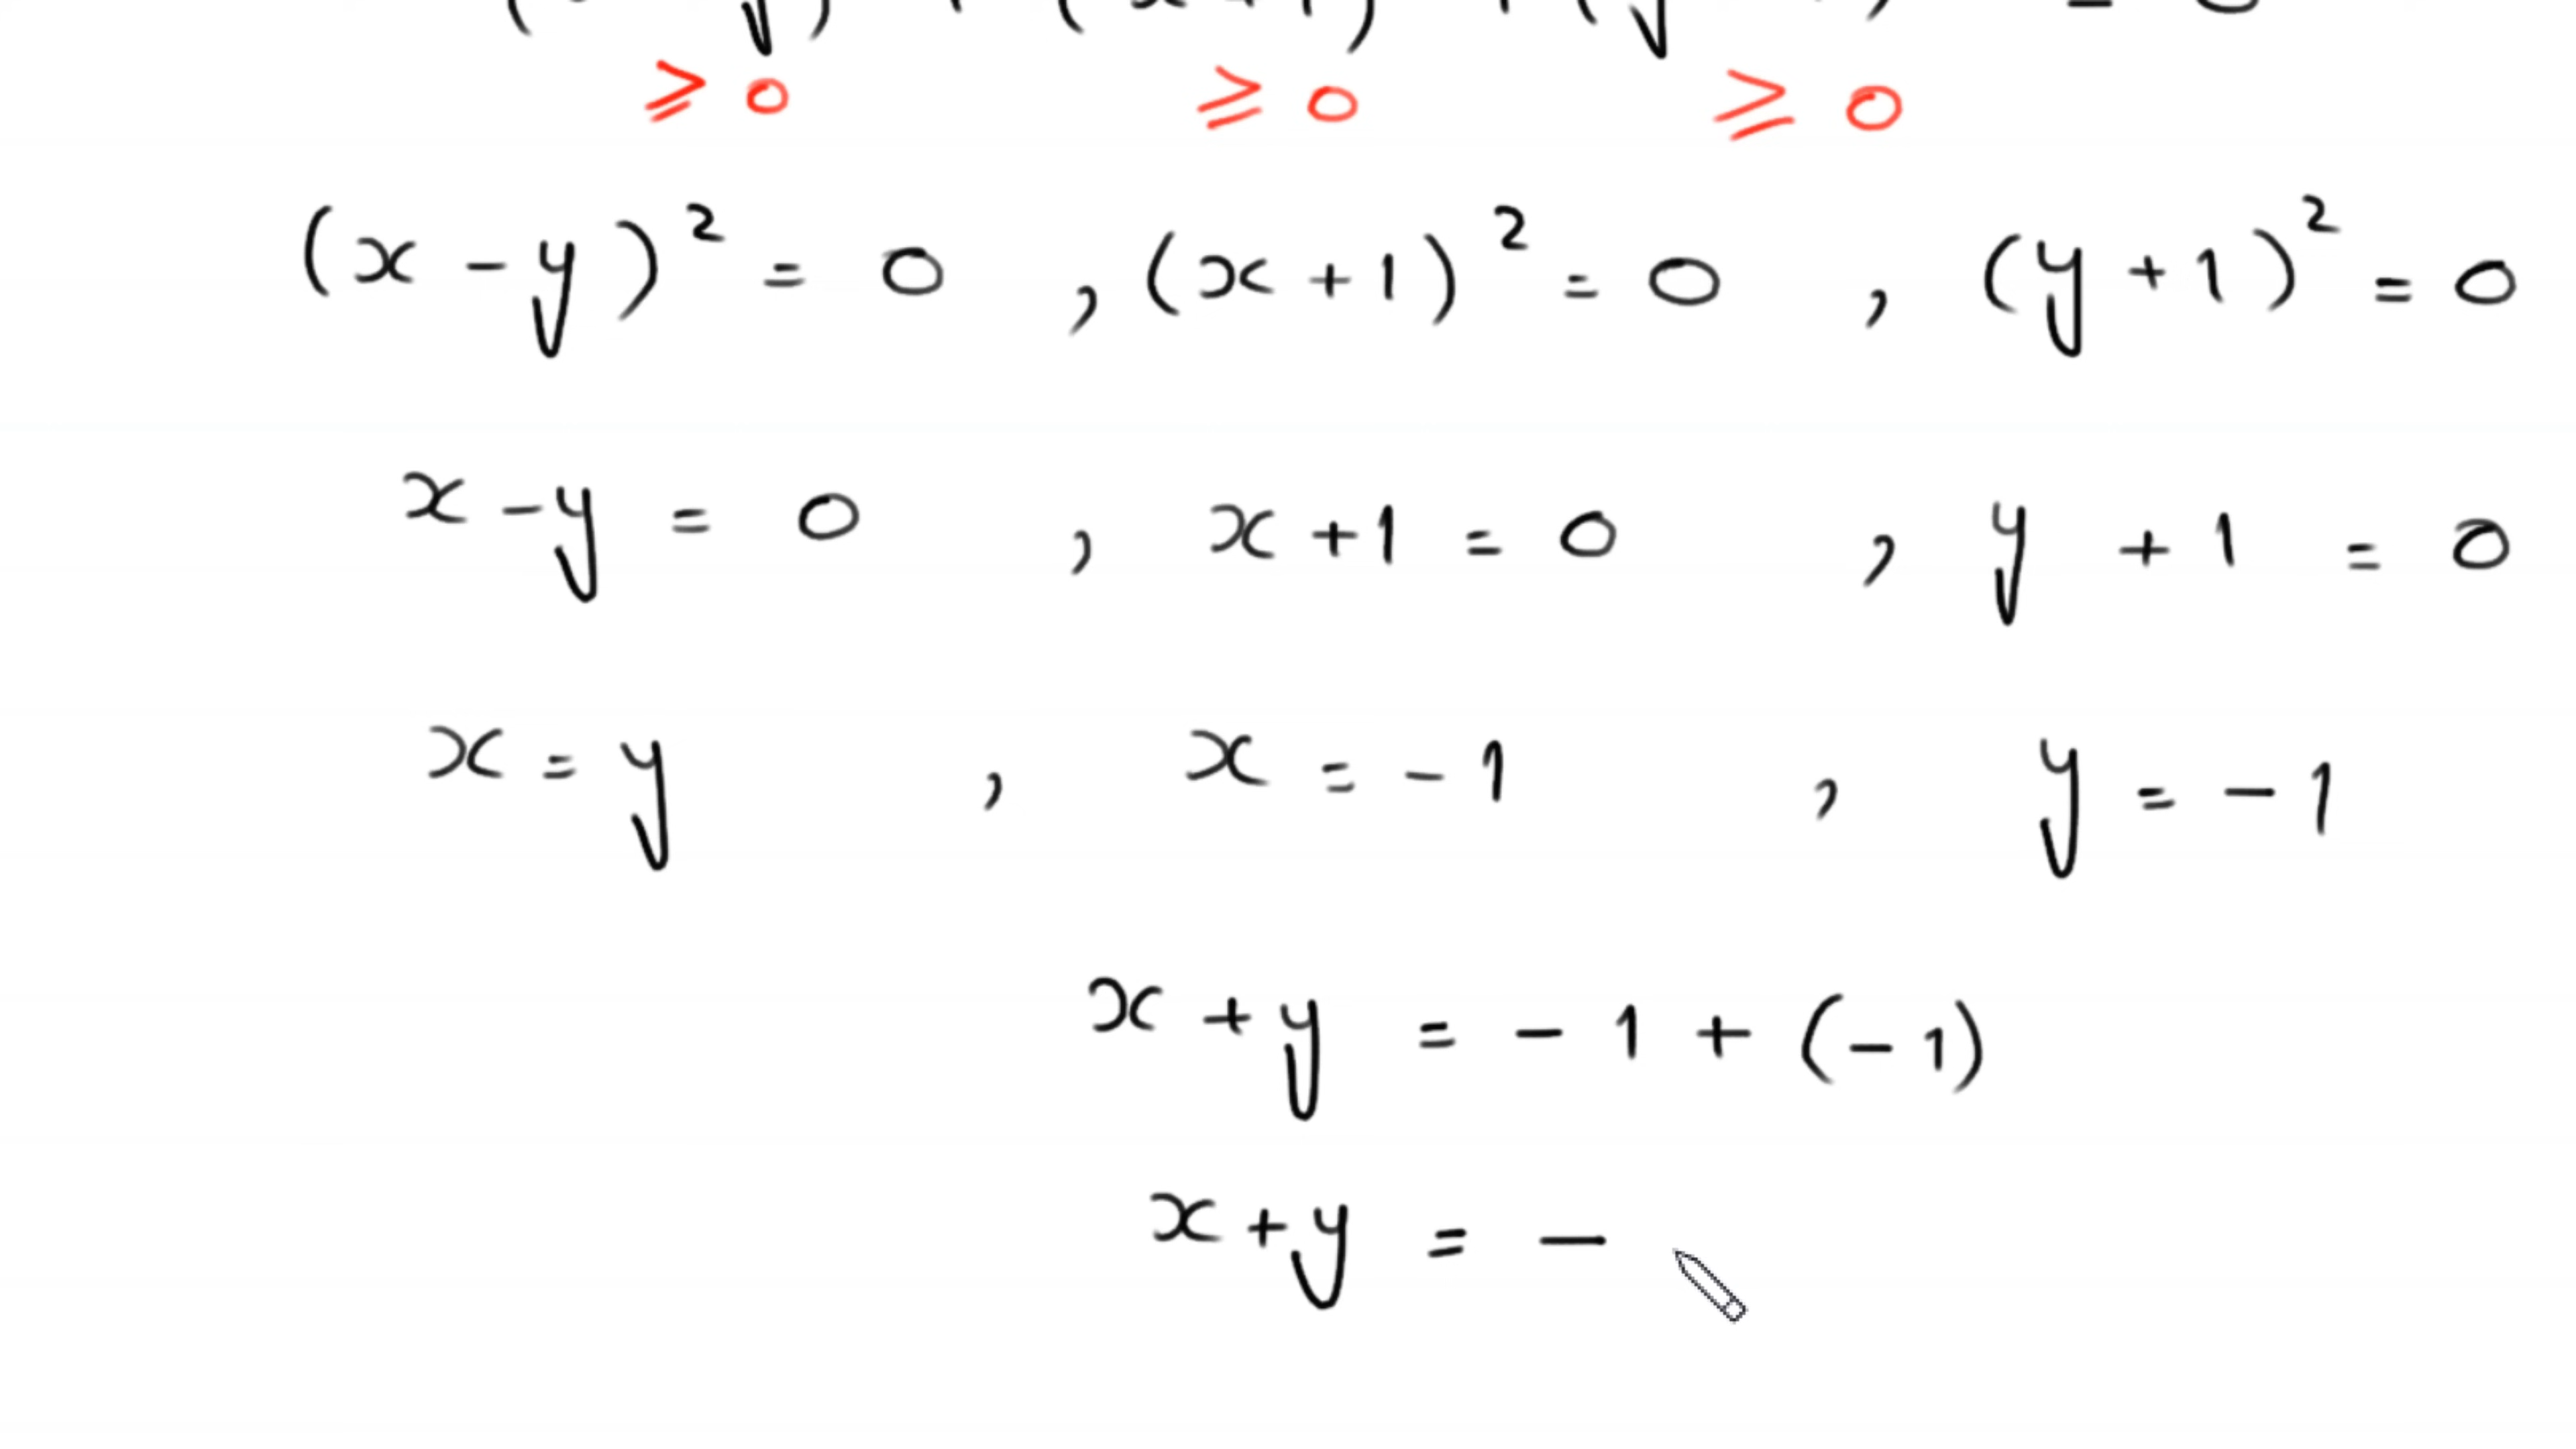 ≥ 0 ≥ 0 ≥ 0
(x - y)² = 0 , (x + 1)² = 0 , (y + 1)² = 0
x - y = 0 , x + 1 = 0 , y + 1 = 0
x = y , x = - 1 , y = - 1
x + y = - 1 + (- 1)
x + y = -